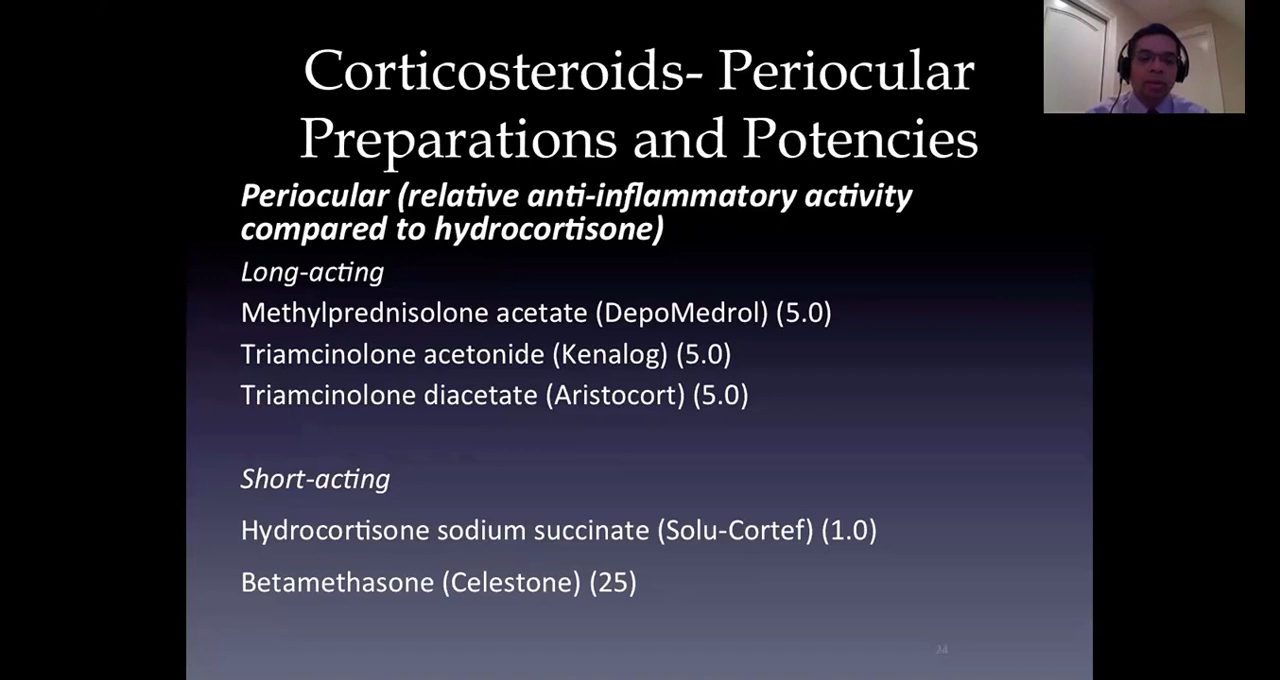 Corticosteroids- Periocular
Preparations and Potencies
Periocular (relative anti-inflammatory activity
compared to hydrocortisone)
Long-acting
Methylprednisolone acetate (DepoMedrol) (5.0)
Triamcinolone acetonide (Kenalog) (5.0)
Triamcinolone diacetate (Aristocort) (5.0)
Short-acting
Hydrocortisone sodium succinate (Solu-Cortef) (1.0)
Betamethasone (Celestone) (25)
24